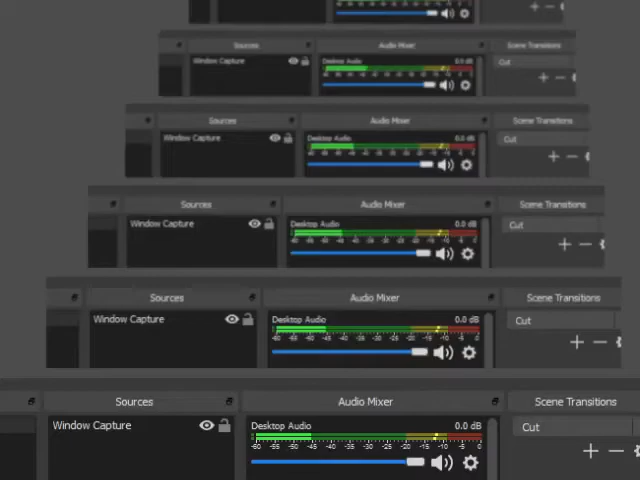 Sources Audio Mixer Scene Transitions
Window Capture Desktop Audio 0.0 dB Cut
Sources Audio Mixer Scene Transitions
Window Capture Desktop Audio 0.0 dB Cut
Sources Audio Mixer Scene Transitions
Window Capture Desktop Audio 0.0 dB Cut
Sources Audio Mixer Scene Transitions
Window Capture Desktop Audio 0.0 dB Cut
-60 -55 -50 -45 -40 -35 -30 -25 -20 -15 -10 -5 0
Sources Audio Mixer Scene Transitions
Window Capture Desktop Audio 0.0 dB Cut
-60 -55 -50 -45 -40 -35 -30 -25 -20 -15 -10 -5 0